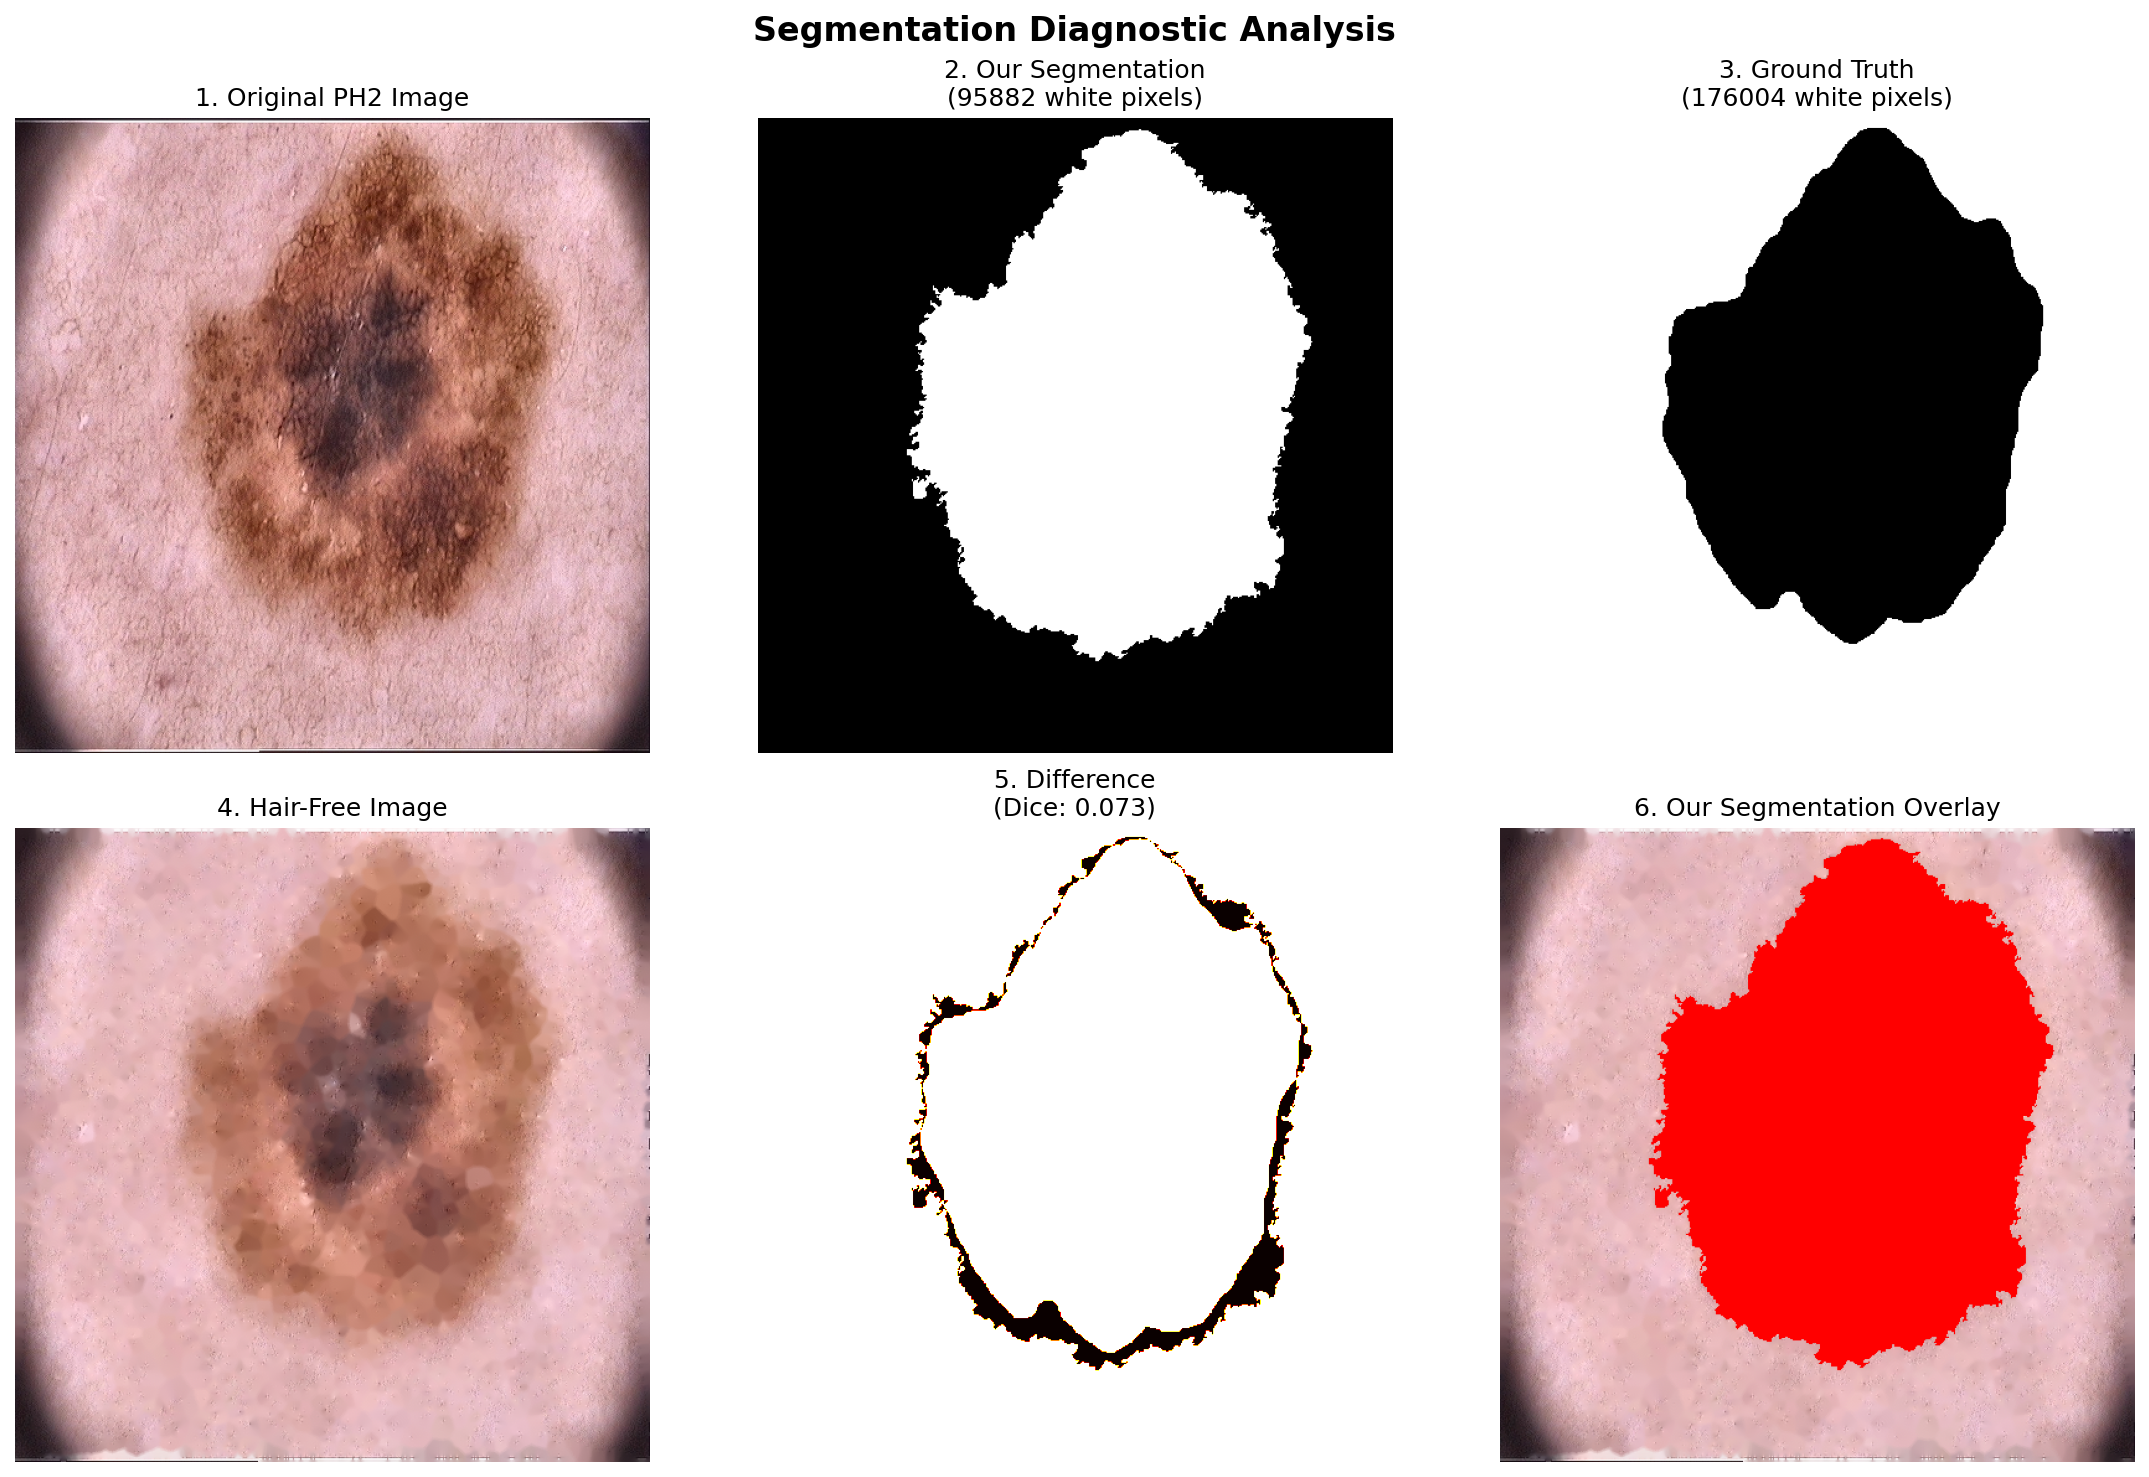 Segmentation Diagnostic Analysis
1. Original PH2 Image
2. Our Segmentation
(95882 white pixels)
3. Ground Truth
(176004 white pixels)
4. Hair-Free Image
5. Difference
(Dice: 0.073)
6. Our Segmentation Overlay